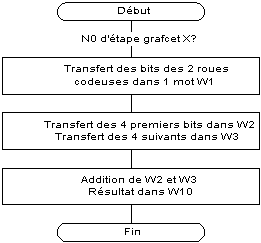 Début
N0 d'étape grafcet X?
Transfert des bits des 2 roues
codeuses dans 1 mot W1
Transfert des 4 premiers bits dans W2
Transfert des 4 suivants dans W3
Addition de W2 et W3
Résultat dans W10
Fin